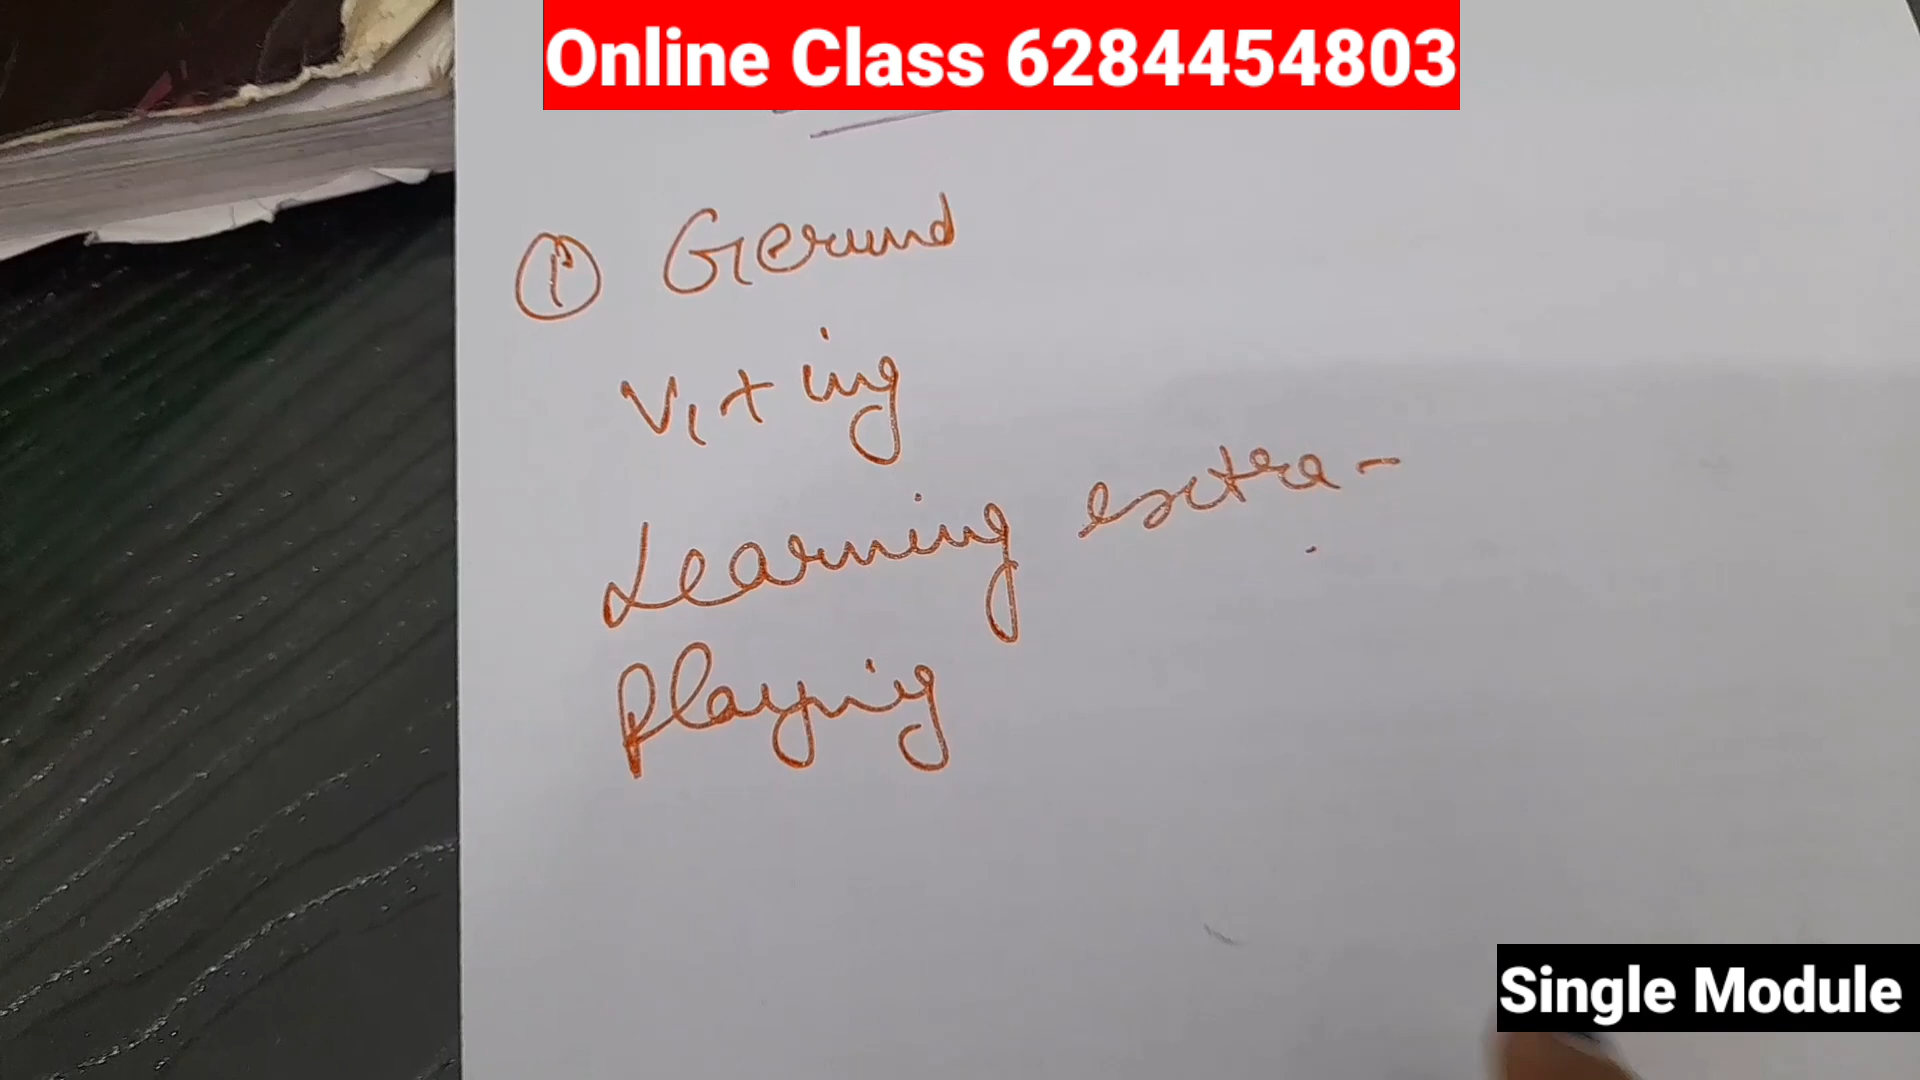 Online Class 6284454803
① Gerund
V₁ + ing
Learning extra -
Playing
Single Module